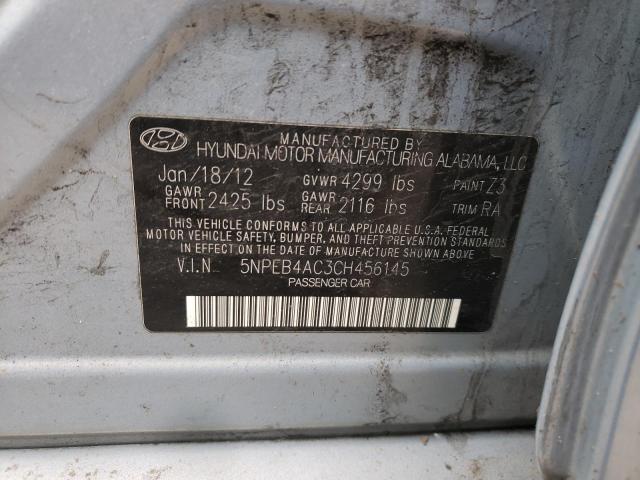 MANUFACTURED BY
HYUNDAI MOTOR MANUFACTURING ALABAMA, LLC
Jan/18/12 GVWR 4299 lbs PAINT Z3
GAWR FRONT 2425 lbs GAWR REAR 2116 lbs TRIM RA
THIS VEHICLE CONFORMS TO ALL APPLICABLE U.S.A. FEDERAL
MOTOR VEHICLE SAFETY, BUMPER, AND THEFT PREVENTION STANDARDS
IN EFFECT ON THE DATE OF MANUFACTURE SHOWN ABOVE.
V.I.N 5NPEB4AC3CH456145
PASSENGER CAR